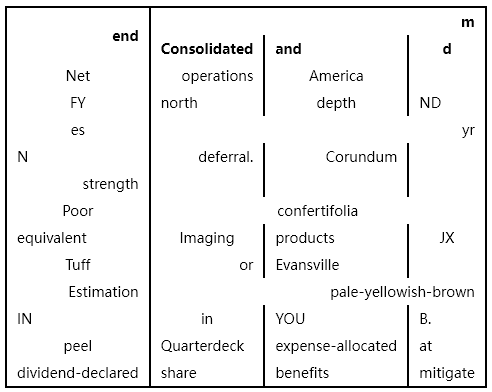 m
end
Consolidated and d
Net operations America
FY north depth ND
es yr
N deferral. Corundum
strength
Poor confertifolia
equivalent Imaging products JX
Tuff or Evansville
Estimation pale-yellowish-brown
IN in YOU B.
peel Quarterdeck expense-allocated at
dividend-declared share benefits mitigate